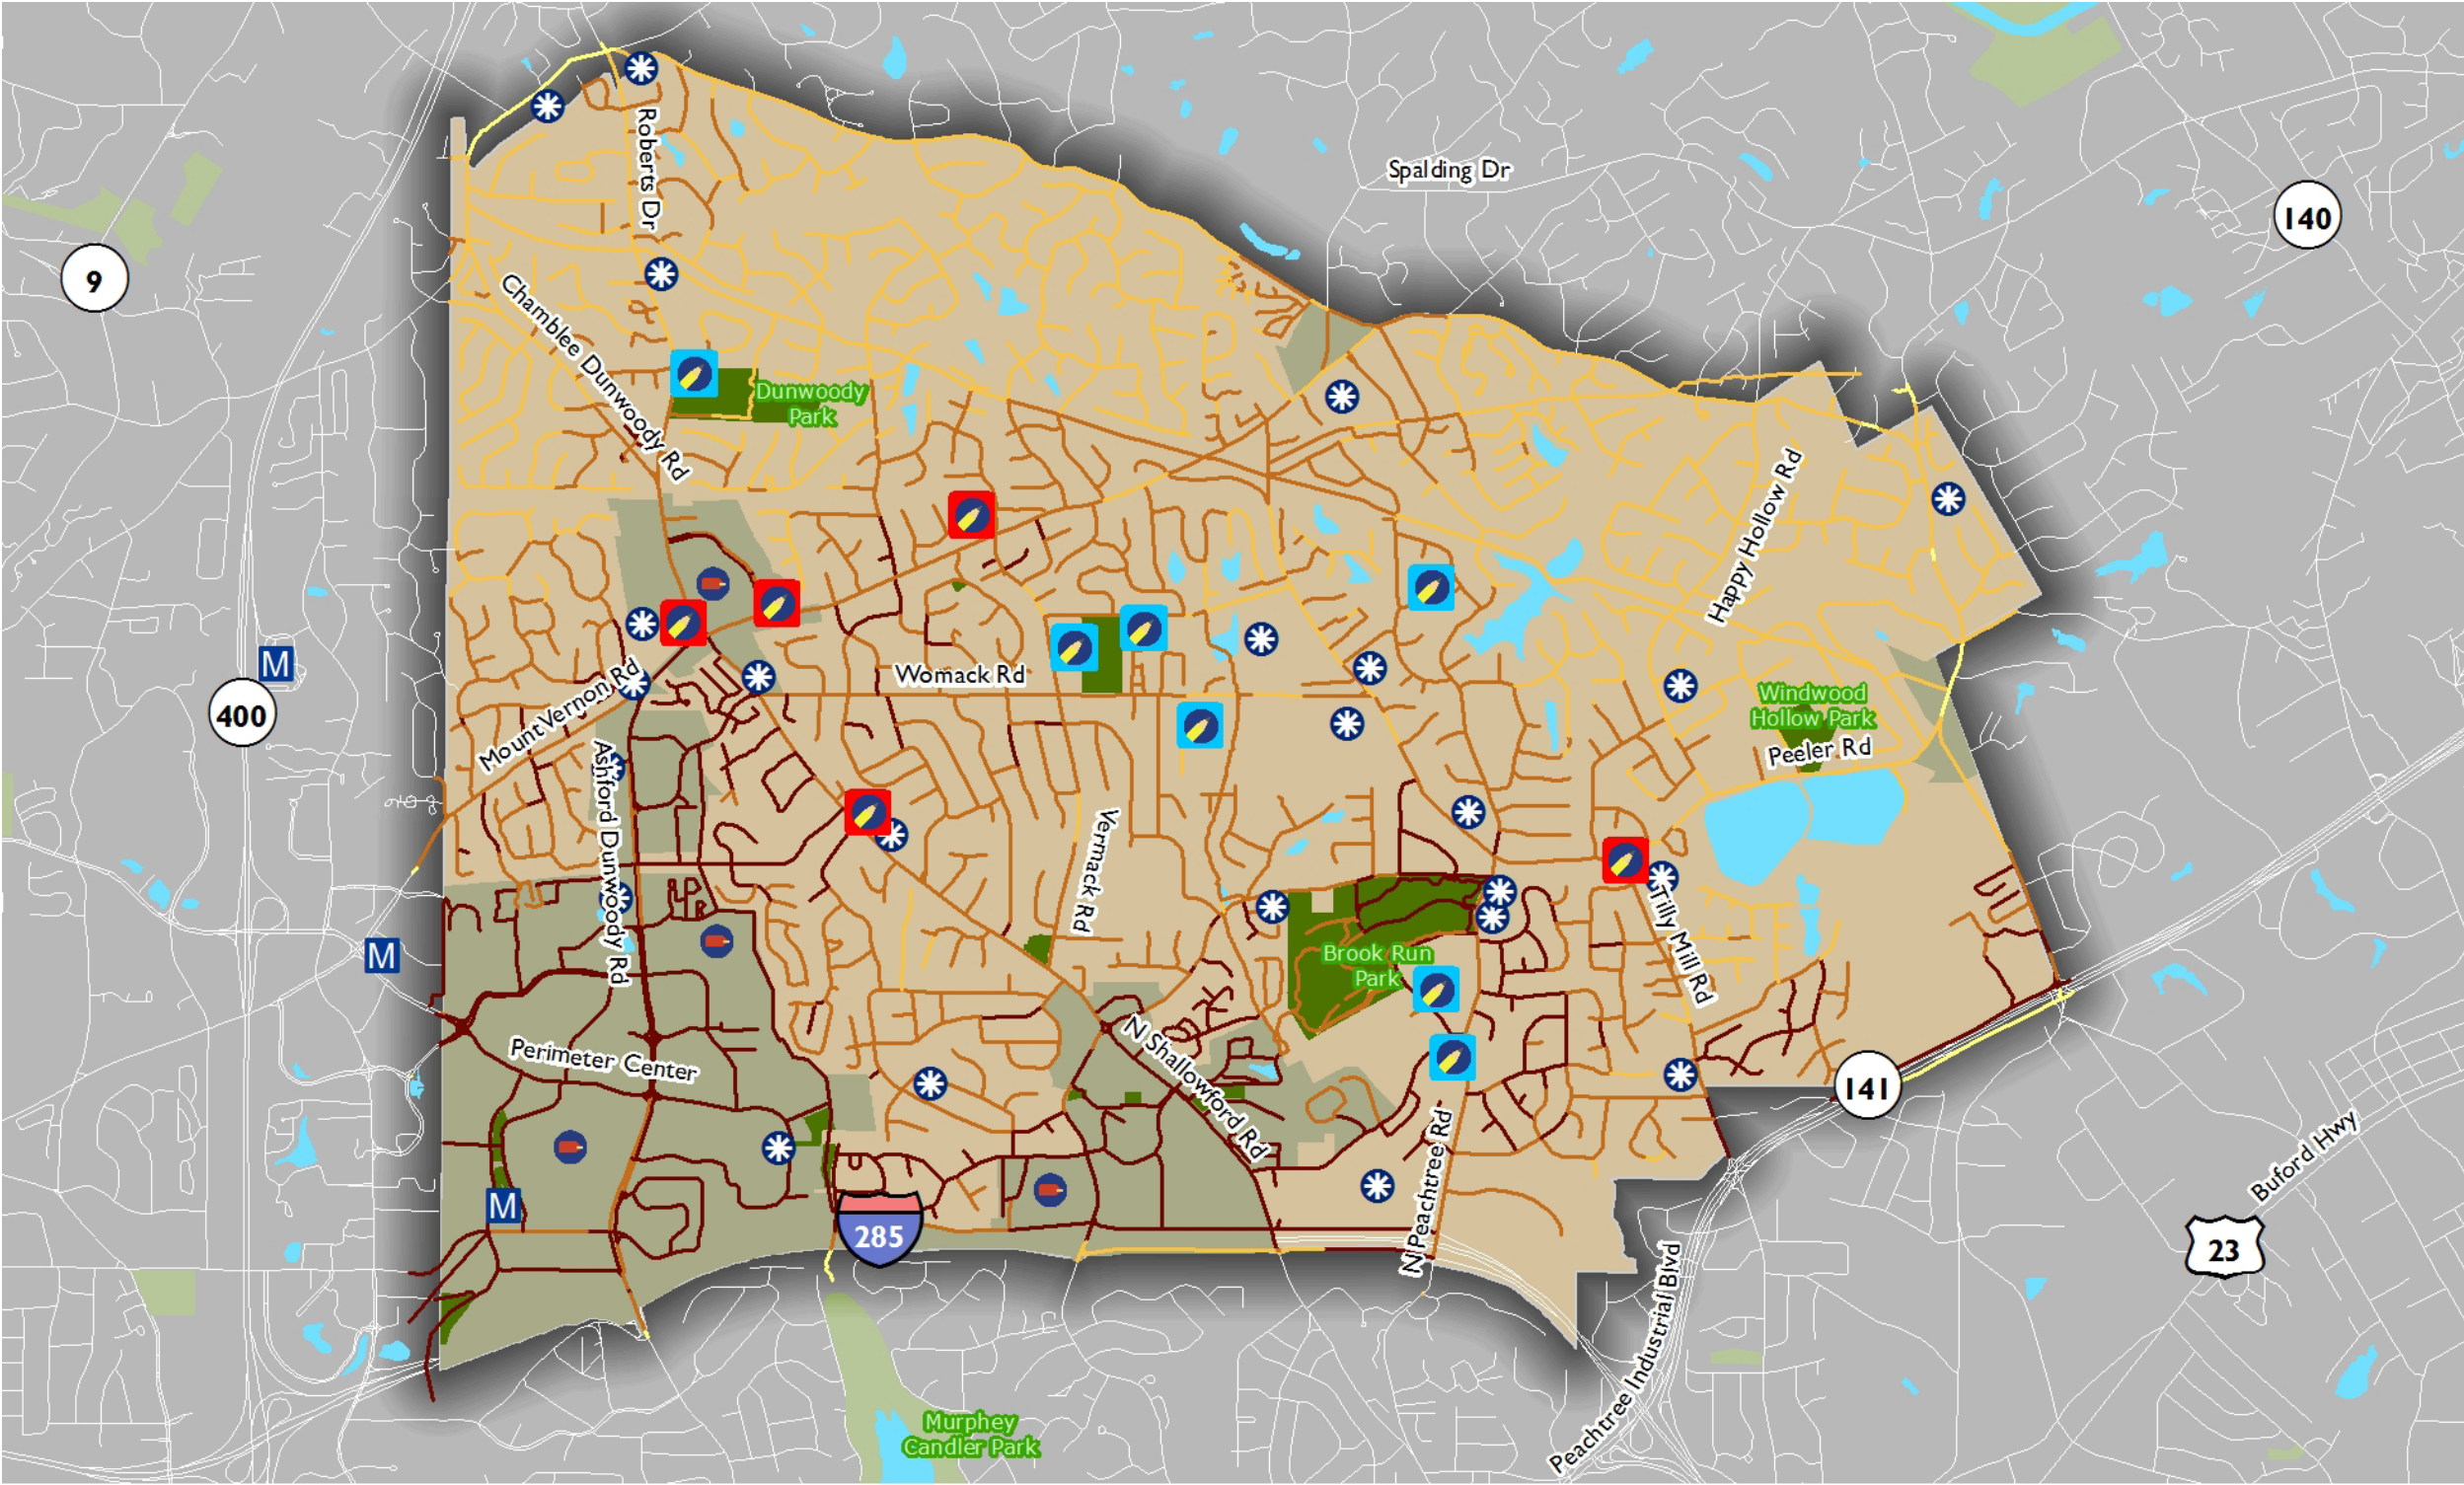 Spalding Dr
Roberts Dr
140
9
Chamblee Dunwoody Rd
Dunwoody
Park
Happy Hollow Rd
M
Womack Rd
400
Mount Vernon Rd
Windwood
Hollow Park
Peeler Rd
Ashford Dunwoody Rd
Vermack Rd
Tilly Mill Rd
M
Brook Run
Park
Perimeter Center
N Shallowford Rd
141
M
N Peachtree Rd
Buford Hwy
285
23
Peachtree Industrial Blvd
Murphey
Candler Park